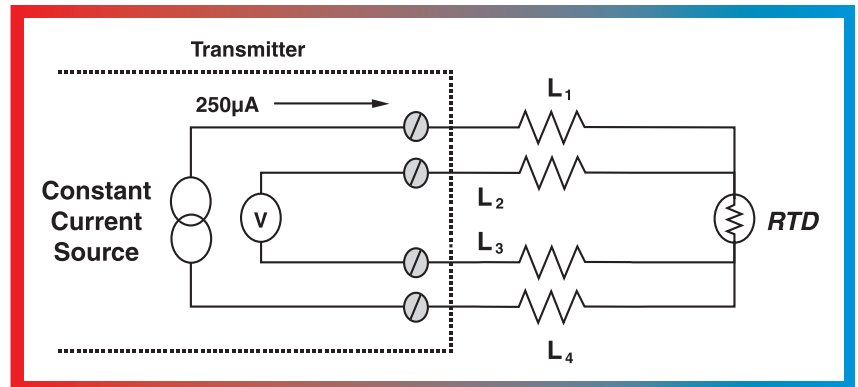 Transmitter
250µA
L1
Constant
Current
Source
V
L2
L3
RTD
L4